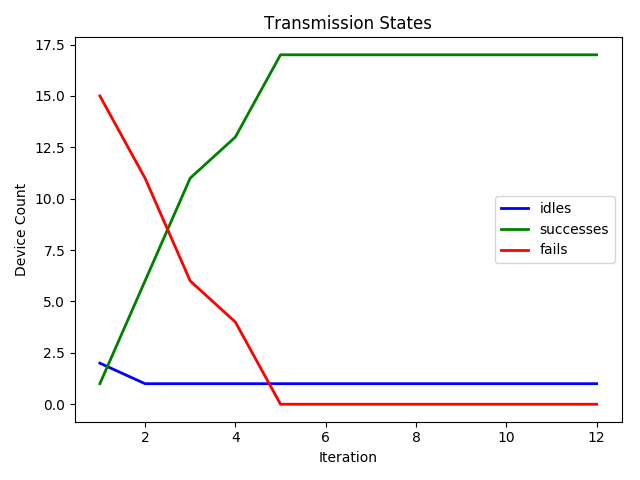 Transmission States
17.5
15.0
12.5
10.0
7.5
5.0
2.5
0.0
Device Count
idles
successes
fails
2 4 6 8 10 12
Iteration